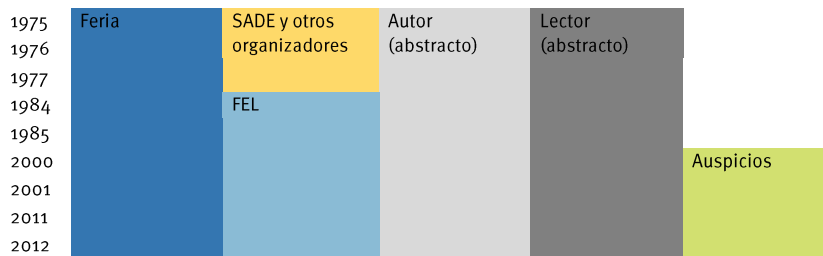 1975 Feria SADE y otros Autor Lector
1976 organizadores (abstracto) (abstracto)
1977
1984 FEL
1985
2000 Auspicios
2001
2011
2012